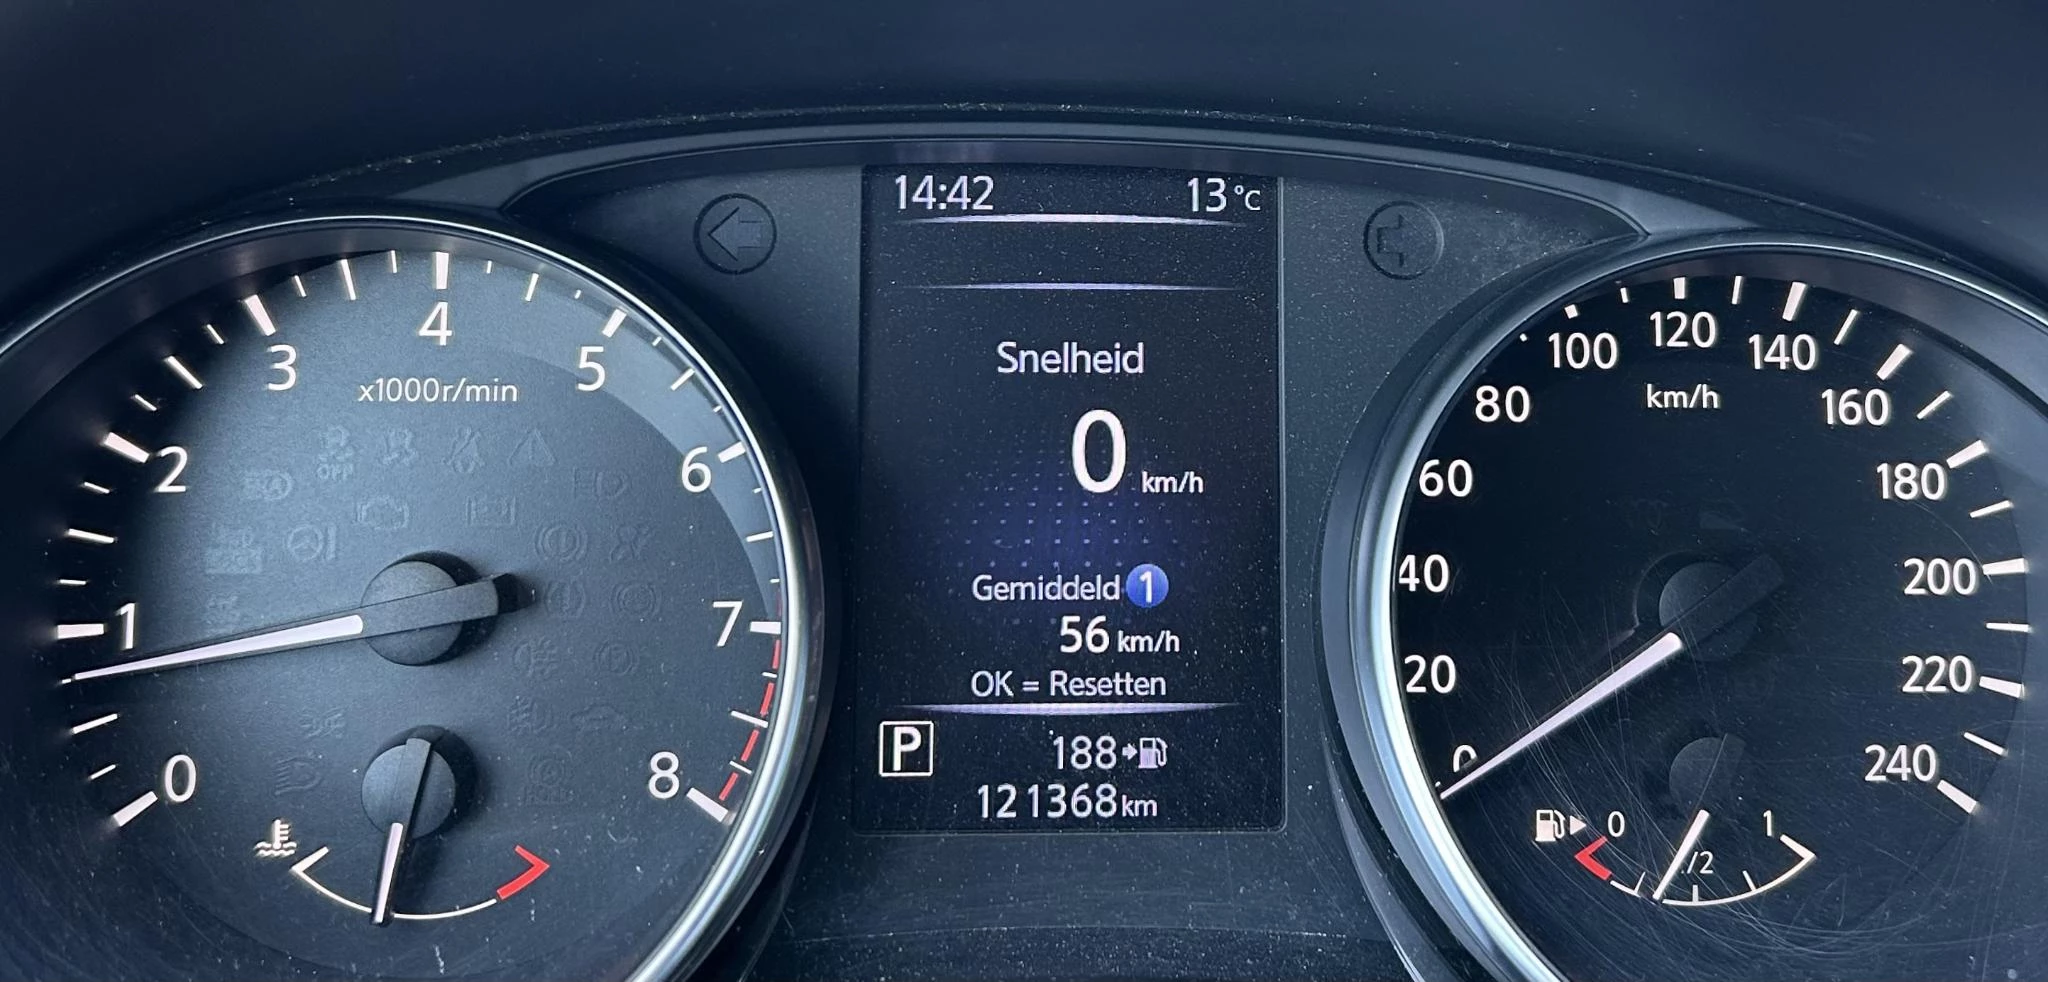 14:42 13 °C
Snelheid
0 km/h
Gemiddeld 1
56 km/h
OK = Resetten
P 188
121368 km
0
1
2
3
4
5
6
7
8
x1000r/min
OFF
0
20
40
60
80
100
120
140
160
180
200
220
240
km/h
0
/2
1